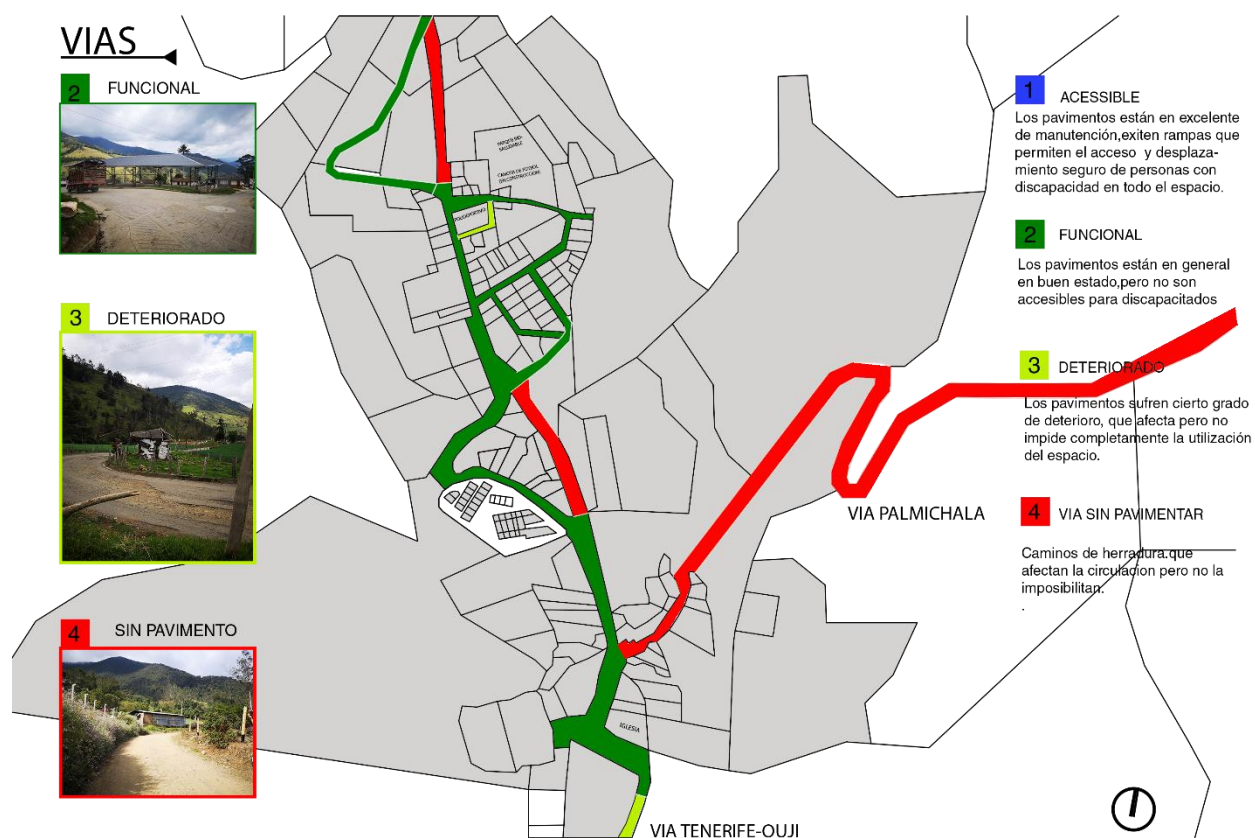 VIAS
2 FUNCIONAL
3 DETERIORADO
4 SIN PAVIMENTO
CANCHA DE FUTBOL
POLIDEPORTIVO
IGLESIA
VIA PALMICHALA
VIA TENERIFE-OUJI
1 ACESSIBLE
Los pavimentos están en excelente
de manutención,exiten rampas que
permiten el acceso y desplaza-
miento seguro de personas con
discapacidad en todo el espacio.
2 FUNCIONAL
Los pavimentos están en general
en buen estado,pero no son
accesibles para discapacitados
3 DETERIORADO
Los pavimentos sufren cierto grado
de deterioro, que afecta pero no
impide completamente la utilización
del espacio.
4 VIA SIN PAVIMENTAR
Caminos de herradura.que
afectan la circulacion pero no la
imposibilitan.
.